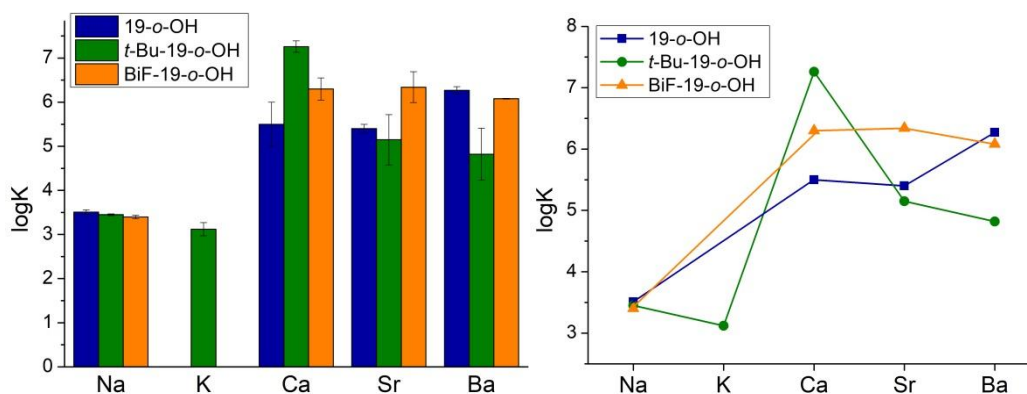 19-o-OH
t-Bu-19-o-OH
BiF-19-o-OH
7
6
5
4
3
2
1
0
logK
Na K Ca Sr Ba
19-o-OH
t-Bu-19-o-OH
BiF-19-o-OH
8
7
6
5
4
3
logK
Na K Ca Sr Ba